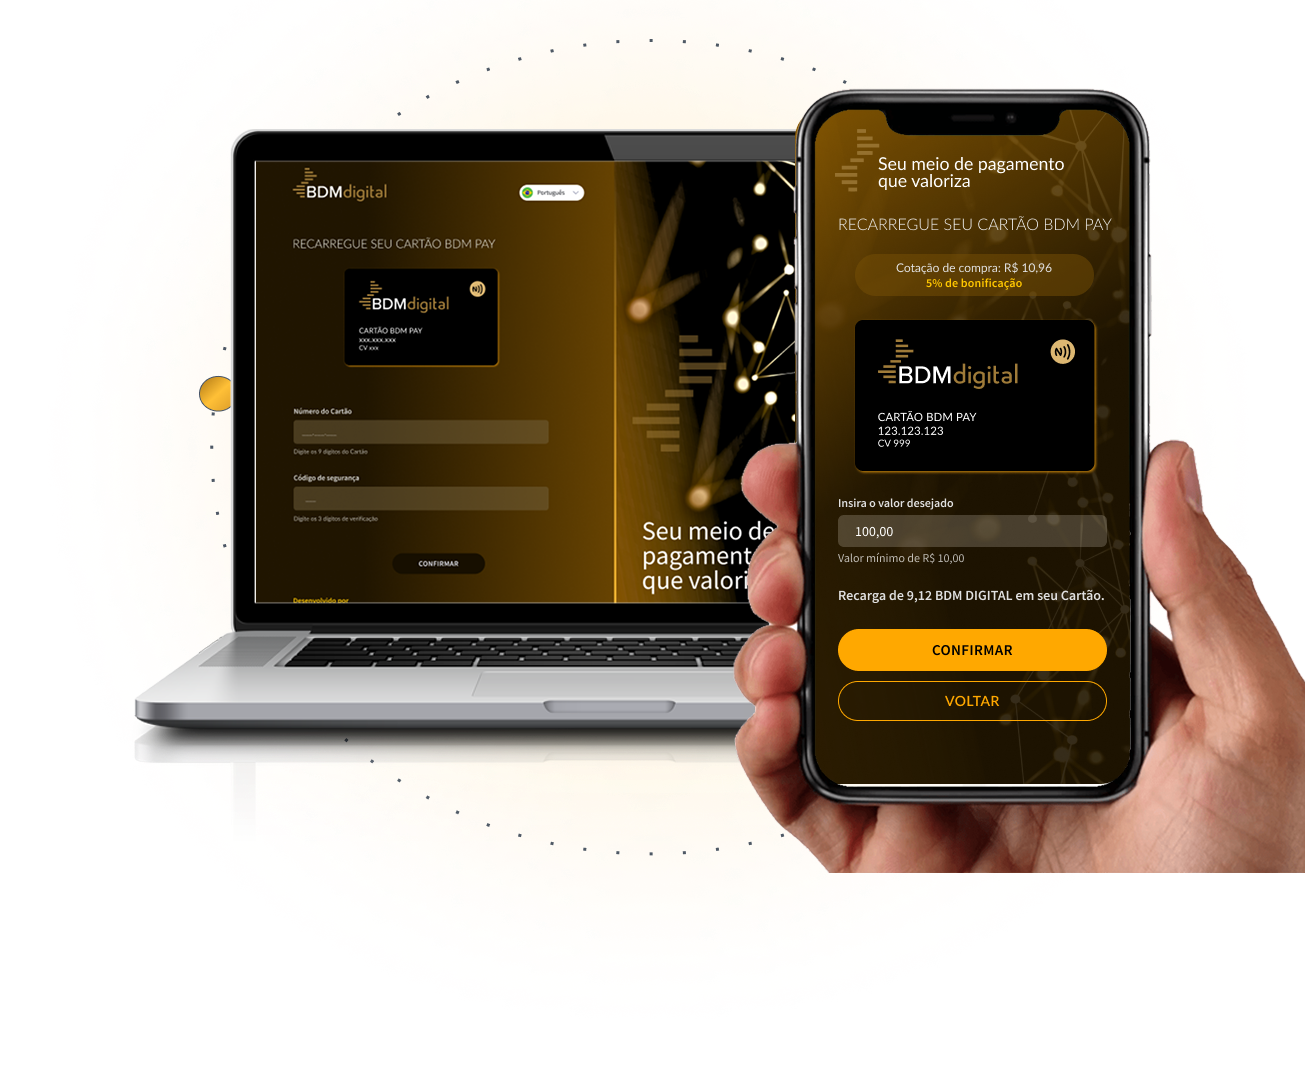 BDMdigital
Português
RECARREGUE SEU CARTÃO BDM PAY
BDMdigital
CARTÃO BDM PAY
xxx.xxx.xxx
CV xxx
Número do Cartão
___.___.___
Digite os 9 dígitos do Cartão
Código de segurança
___
Digite os 3 dígitos de verificação
CONFIRMAR
Desenvolvido por
Seu meio de
pagament
que valori
Seu meio de pagamento
que valoriza
RECARREGUE SEU CARTÃO BDM PAY
Cotação de compra: R$ 10,96
5% de bonificação
N
BDMdigital
CARTÃO BDM PAY
123.123.123
CV 999
Insira o valor desejado
100,00
Valor mínimo de R$ 10,00
Recarga de 9,12 BDM DIGITAL em seu Cartão.
CONFIRMAR
VOLTAR